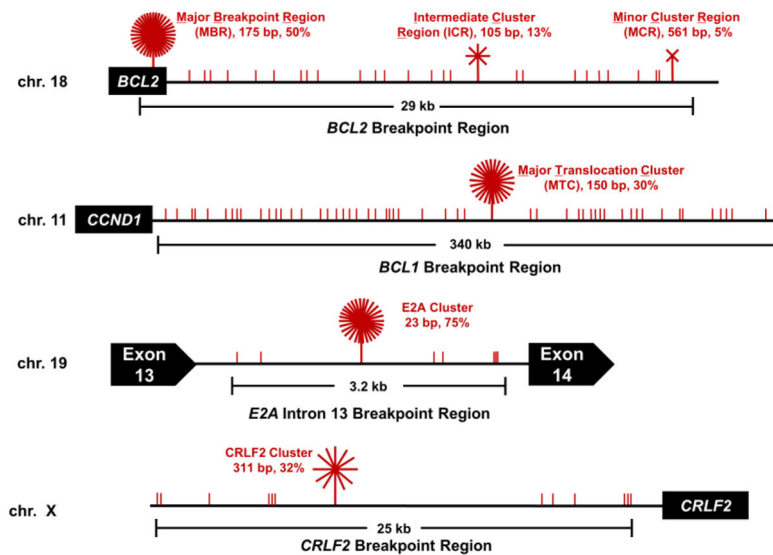 Major Breakpoint Region
(MBR), 175 bp, 50%
Intermediate Cluster
Region (ICR), 105 bp, 13%
Minor Cluster Region
(MCR) 561 bp, 5%
chr. 18
BCL2
29 kb
BCL2 Breakpoint Region
Major Translocation Cluster
(MTC), 150 bp, 30%
chr. 11
CCND1
340 kb
BCL1 Breakpoint Region
E2A Cluster
23 bp, 75%
chr. 19
Exon
13
Exon
14
3.2 kb
E2A Intron 13 Breakpoint Region
CRLF2 Cluster
311 bp, 32%
chr. X
CRLF2
25 kb
CRLF2 Breakpoint Region